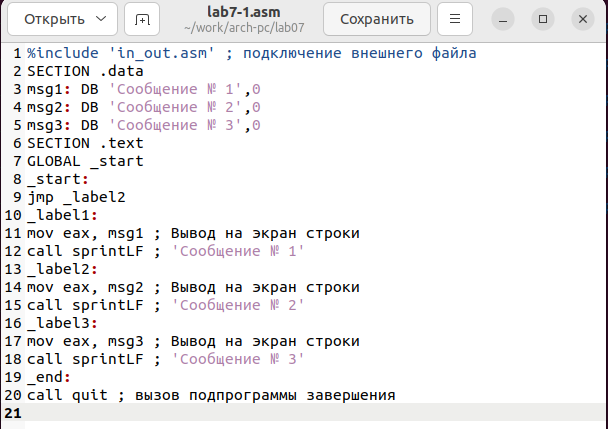 Открыть
lab7-1.asm
~/work/arch-pc/lab07
Сохранить
1 %include 'in_out.asm' ; подключение внешнего файла
2 SECTION .data
3 msg1: DB 'Сообщение № 1',0
4 msg2: DB 'Сообщение № 2',0
5 msg3: DB 'Сообщение № 3',0
6 SECTION .text
7 GLOBAL _start
8 _start:
9 jmp _label2
10 _label1:
11 mov eax, msg1 ; Вывод на экран строки
12 call sprintLF ; 'Сообщение № 1'
13 _label2:
14 mov eax, msg2 ; Вывод на экран строки
15 call sprintLF ; 'Сообщение № 2'
16 _label3:
17 mov eax, msg3 ; Вывод на экран строки
18 call sprintLF ; 'Сообщение № 3'
19 _end:
20 call quit ; вызов подпрограммы завершения
21